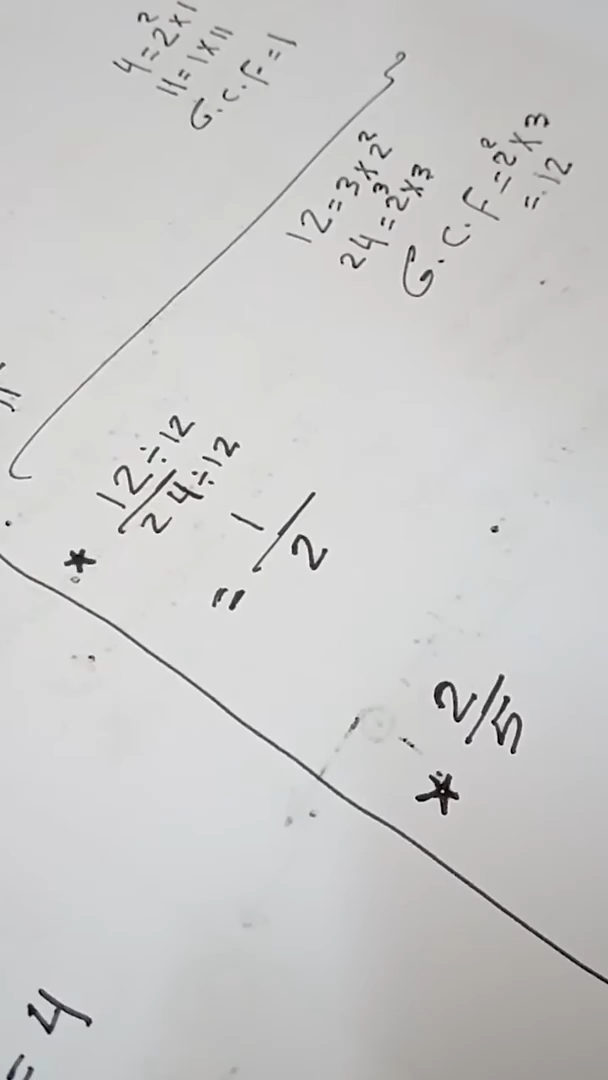 4 = 2² × 1
11 = 1 × 11
G.C.F = 1
12 = 3 × 2²
24 = 2³ × 3
G.C.F = 2² × 3
= 12
* 12 ÷ 12 / 24 ÷ 12
= 1/2
* 2/5
= 4